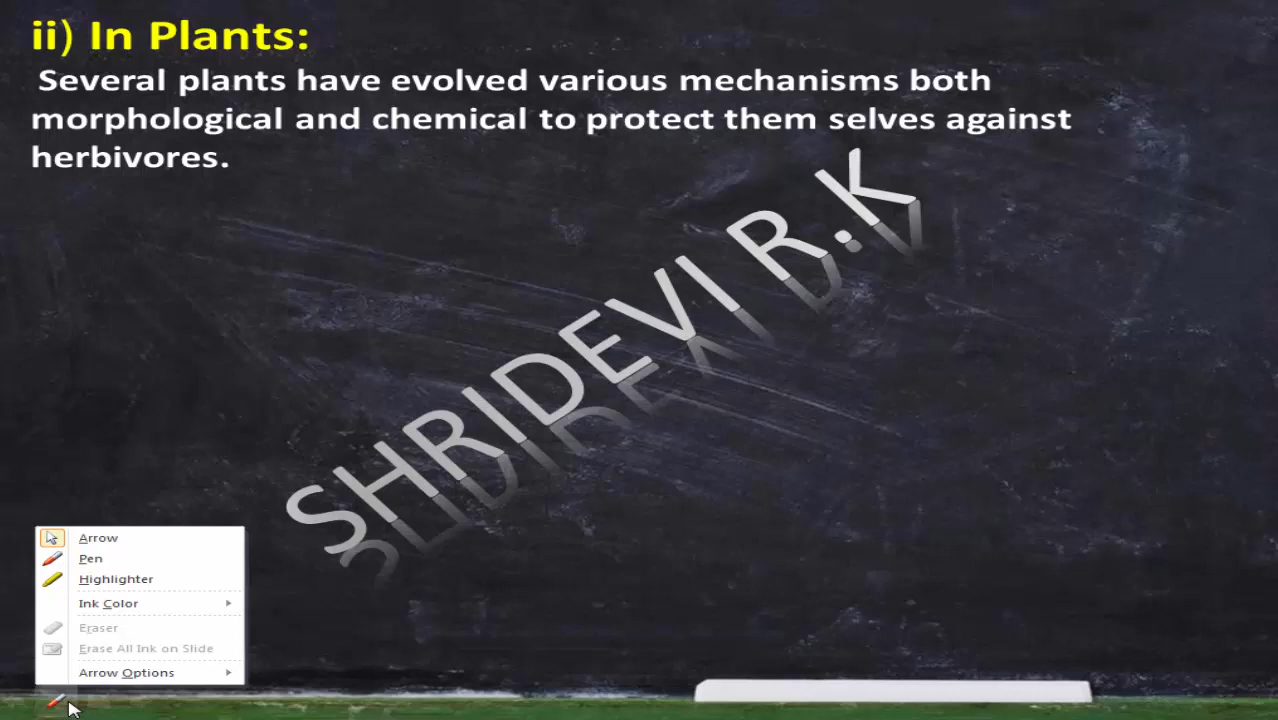 ii) In Plants:
Several plants have evolved various mechanisms both
morphological and chemical to protect them selves against
herbivores.
SHRIDEVI R.K
Arrow
Pen
Highlighter
Ink Color
Eraser
Erase All Ink on Slide
Arrow Options